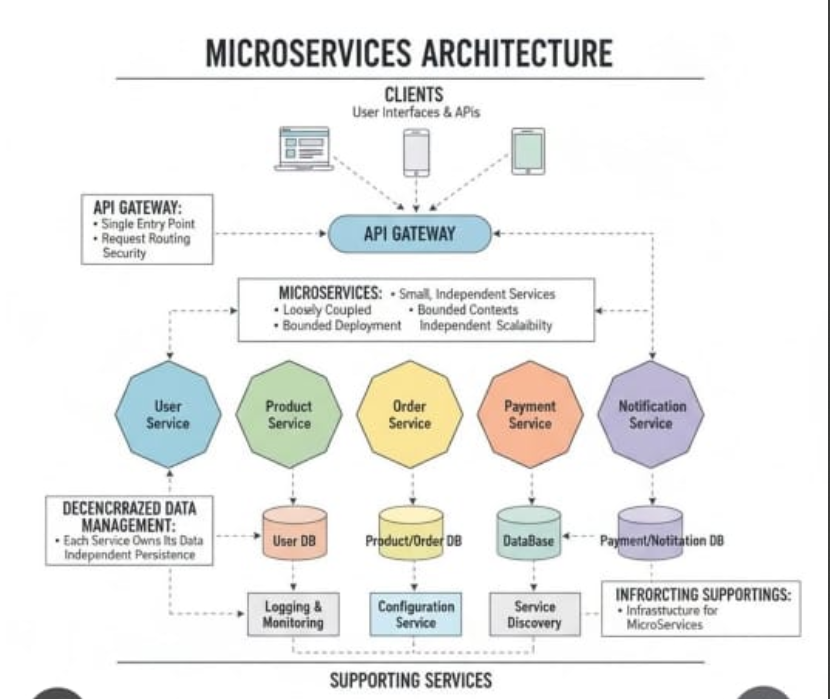 MICROSERVICES ARCHITECTURE
CLIENTS
User Interfaces & APIs
API GATEWAY:
• Single Entry Point
• Request Routing
Security
API GATEWAY
MICROSERVICES: • Small, Independent Services
• Loosely Coupled • Bounded Contexts
• Bounded Deployment Independent Scalaibiity
User
Service
Product
Service
Order
Service
Payment
Service
Notification
Service
DECENCRRAZED DATA
MANAGEMENT:
• Each Service Owns Its Data
Independent Persistence
User DB
Product/Order DB
DataBase
Payment/Notitation DB
Logging &
Monitoring
Configuration
Service
Service
Discovery
INFRORCTING SUPPORTINGS:
• Infrasttucture for
MicroServices
SUPPORTING SERVICES